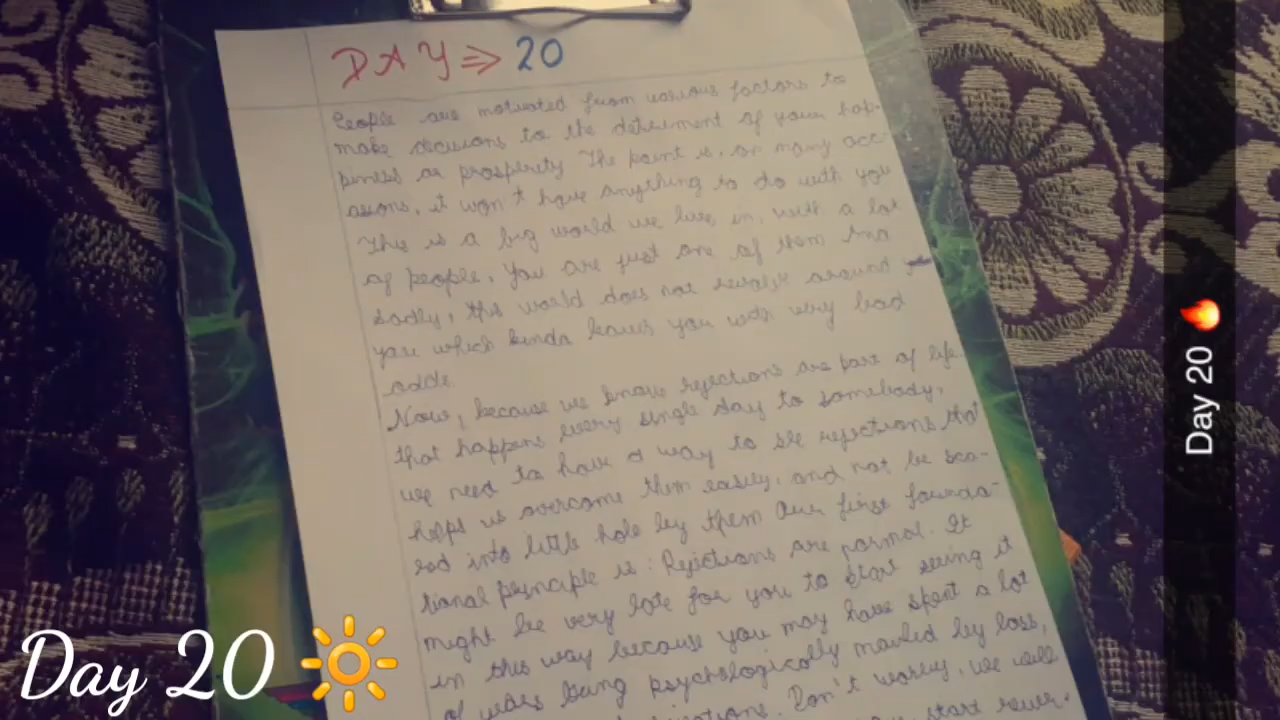 DAY ⇒ 20
People are motivated from various factors to
make decisions to the detriment of your hap-
piness or prosperity The point is, on many occ-
asions, it won't have anything to do with you
This is a big world we live in, with a lot
of people, You are just one of them And
sadly, this world does not revolve around
you which kinda leaves you with very bad
odds.
Now, because we know rejections are part of life
that happens every single day to somebody,
we need to have a way to see rejections that
helps us overcome them easily, and not be sca-
red into little hole by them Our first founda-
tional principle is: Rejections are normal. It
might be very late for you to start seeing it
in this way because you may have spent a lot
of years being psychologically mauled by loss,
Don't worry, we will
start rever-
Day 20 🔆
Day 20 🔥